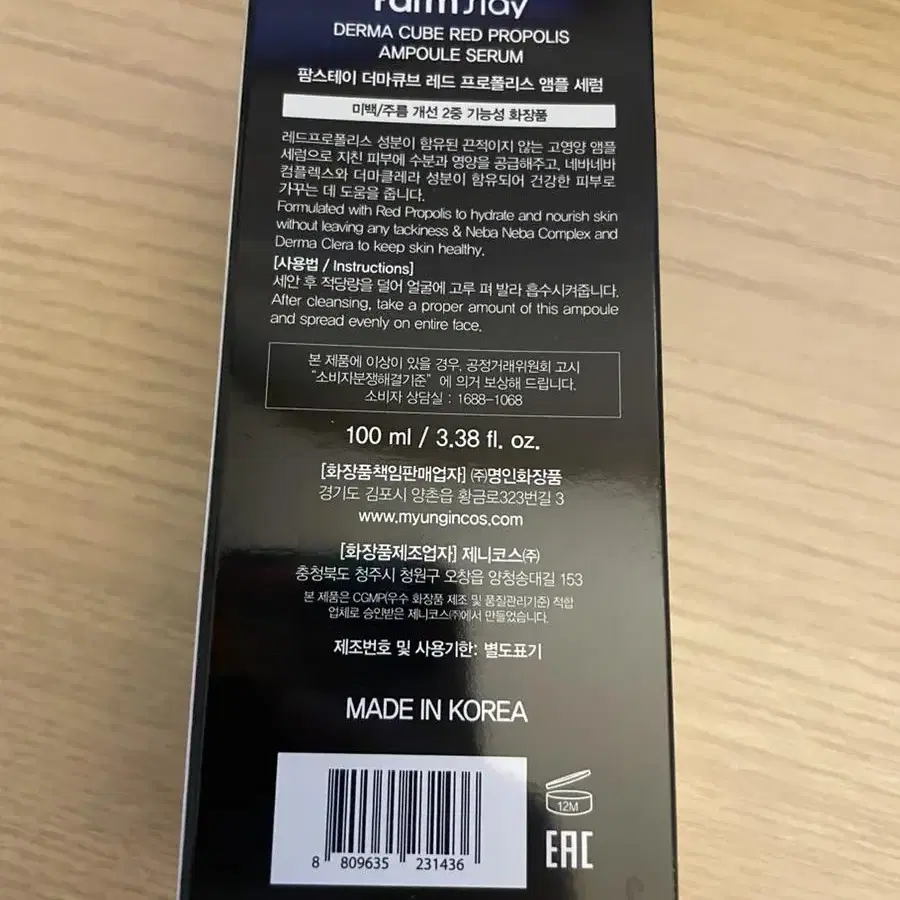 Farmstay
DERMA CUBE RED PROPOLIS
AMPOULE SERUM
팜스테이 더마큐브 레드 프로폴리스 앰플 세럼
미백/주름 개선 2중 기능성 화장품
레드프로폴리스 성분이 함유된 끈적이지 않는 고영양 앰플
세럼으로 지친 피부에 수분과 영양을 공급해주고, 네바네바
컴플렉스와 더마클레라 성분이 함유되어 건강한 피부로
가꾸는 데 도움을 줍니다.
Formulated with Red Propolis to hydrate and nourish skin
without leaving any tackiness & Neba Neba Complex and
Derma Clera to keep skin healthy.
[사용법 / Instructions]
세안 후 적당량을 덜어 얼굴에 고루 펴 발라 흡수시켜줍니다.
After cleansing, take a proper amount of this ampoule
and spread evenly on entire face.
본 제품에 이상이 있을 경우, 공정거래위원회 고시
“소비자분쟁해결기준” 에 의거 보상해 드립니다.
소비자 상담실 : 1688-1068
100 ml / 3.38 fl. oz.
[화장품책임판매업자] ㈜명인화장품
경기도 김포시 양촌읍 황금로323번길 3
www.myungincos.com
[화장품제조업자] 제니코스㈜
충청북도 청주시 청원구 오창읍 양청송대길 153
본 제품은 CGMP(우수 화장품 제조 및 품질관리기준) 적합
업체로 승인받은 제니코스㈜에서 만들었습니다.
제조번호 및 사용기한: 별도표기
MADE IN KOREA
12M
EAC
8 809635 231436